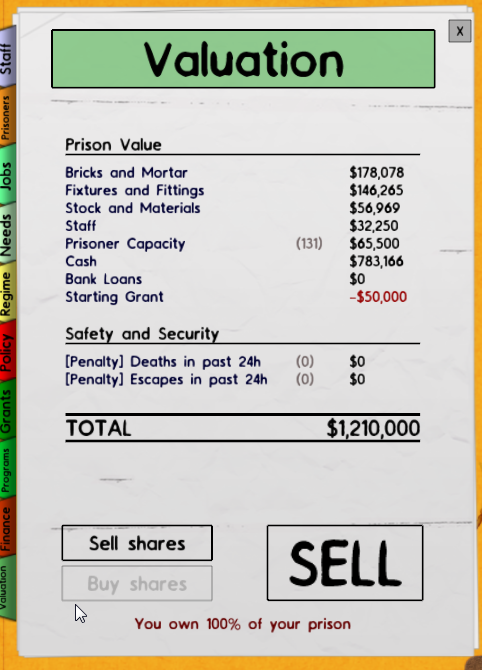 X
Valuation
Staff
Prisoners
Jobs
Needs
Regime
Policy
Grants
Programs
Finance
Valuation
Prison Value
Bricks and Mortar $178,078
Fixtures and Fittings $146,265
Stock and Materials $56,969
Staff $32,250
Prisoner Capacity (131) $65,500
Cash $783,166
Bank Loans $0
Starting Grant -$50,000
Safety and Security
[Penalty] Deaths in past 24h (0) $0
[Penalty] Escapes in past 24h (0) $0
TOTAL $1,210,000
Sell shares
SELL
Buy shares
You own 100% of your prison